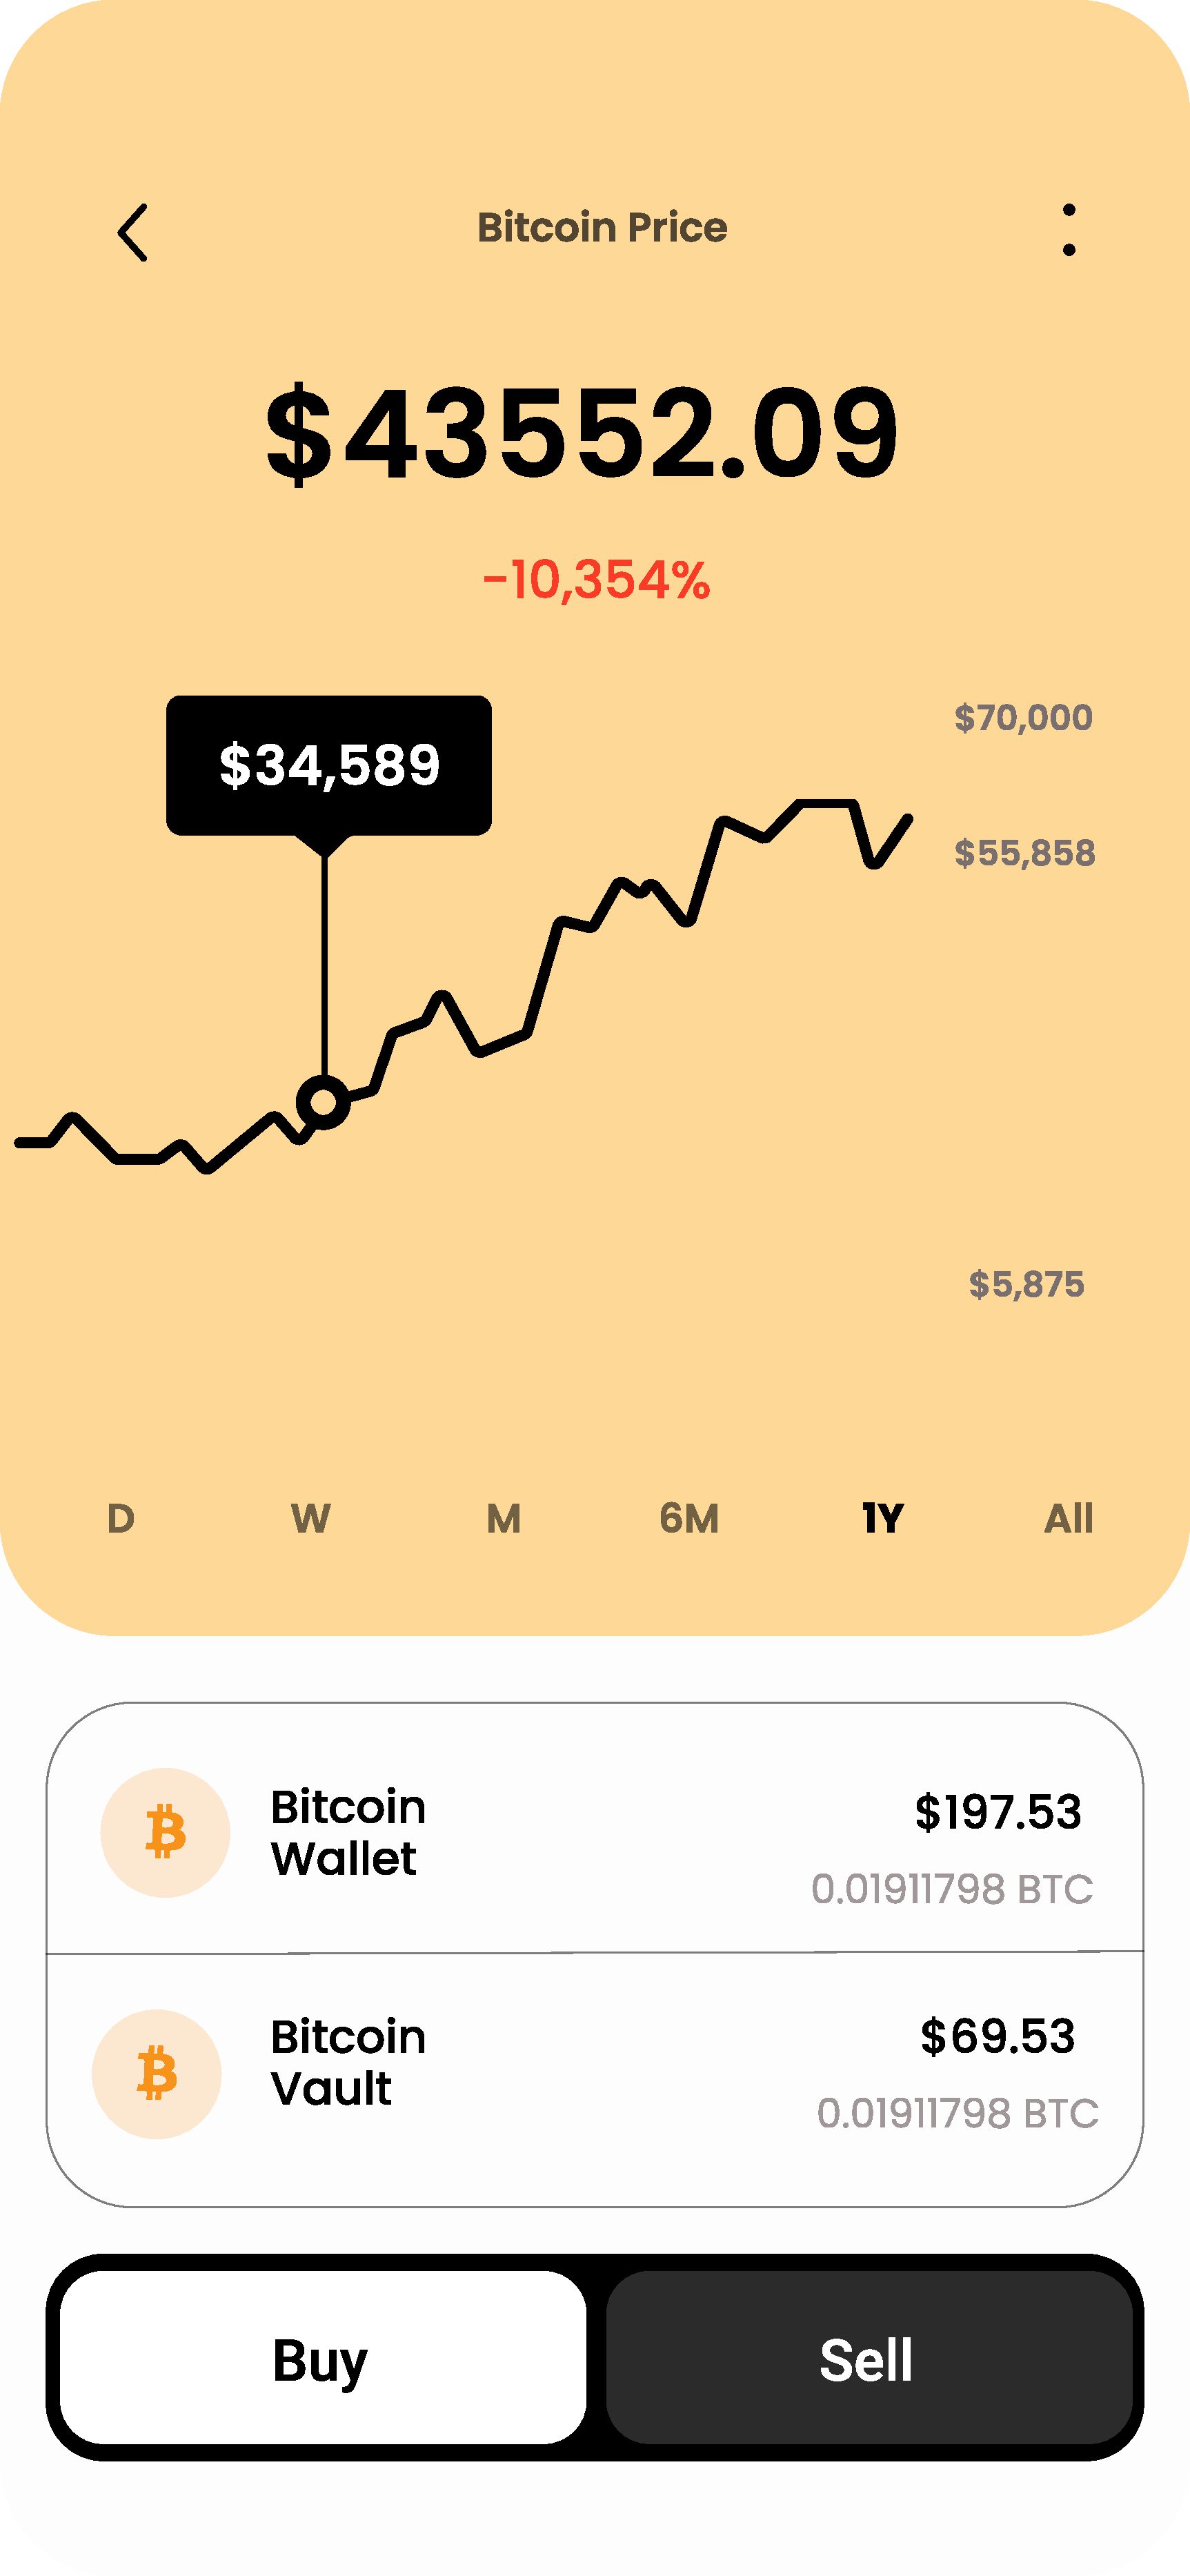 Bitcoin Price
$43552.09
-10,354%
$70,000
$34,589
$55,858
$5,875
D W M 6M 1Y All
Bitcoin
Wallet
$197.53
0.01911798 BTC
Bitcoin
Vault
$69.53
0.01911798 BTC
Buy Sell